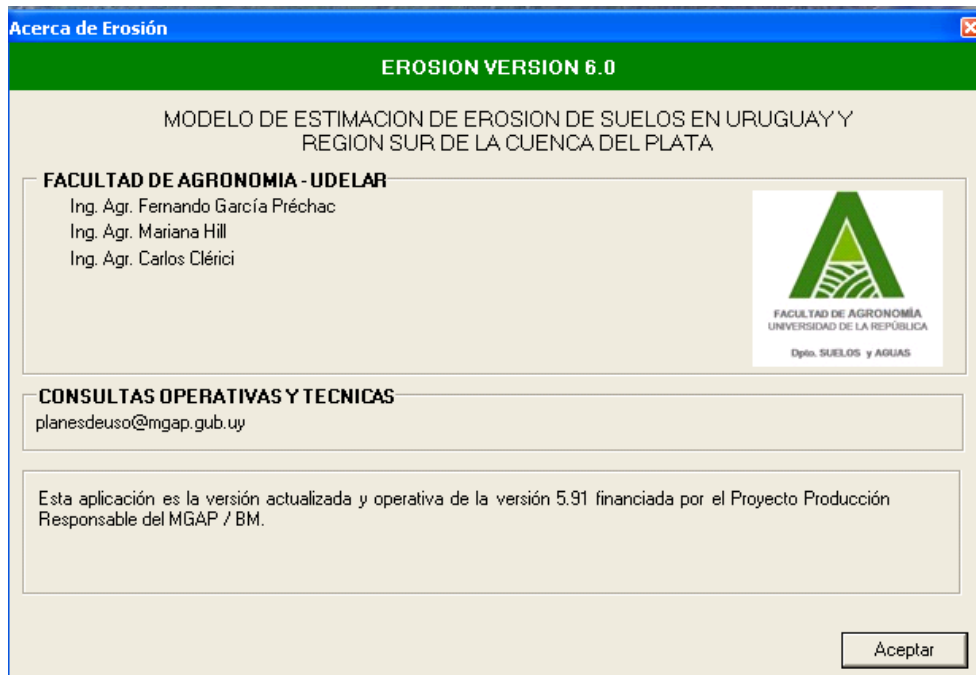 Acerca de Erosión
EROSION VERSION 6.0
MODELO DE ESTIMACION DE EROSION DE SUELOS EN URUGUAY Y
REGION SUR DE LA CUENCA DEL PLATA
FACULTAD DE AGRONOMIA - UDELAR
Ing. Agr. Fernando García Préchac
Ing. Agr. Mariana Hill
Ing. Agr. Carlos Clérici
FACULTAD DE AGRONOMÍA
UNIVERSIDAD DE LA REPÚBLICA
Dpto. SUELOS y AGUAS
CONSULTAS OPERATIVAS Y TECNICAS
planesdeuso@mgap.gub.uy
Esta aplicación es la versión actualizada y operativa de la versión 5.91 financiada por el Proyecto Producción
Responsable del MGAP / BM.
Aceptar